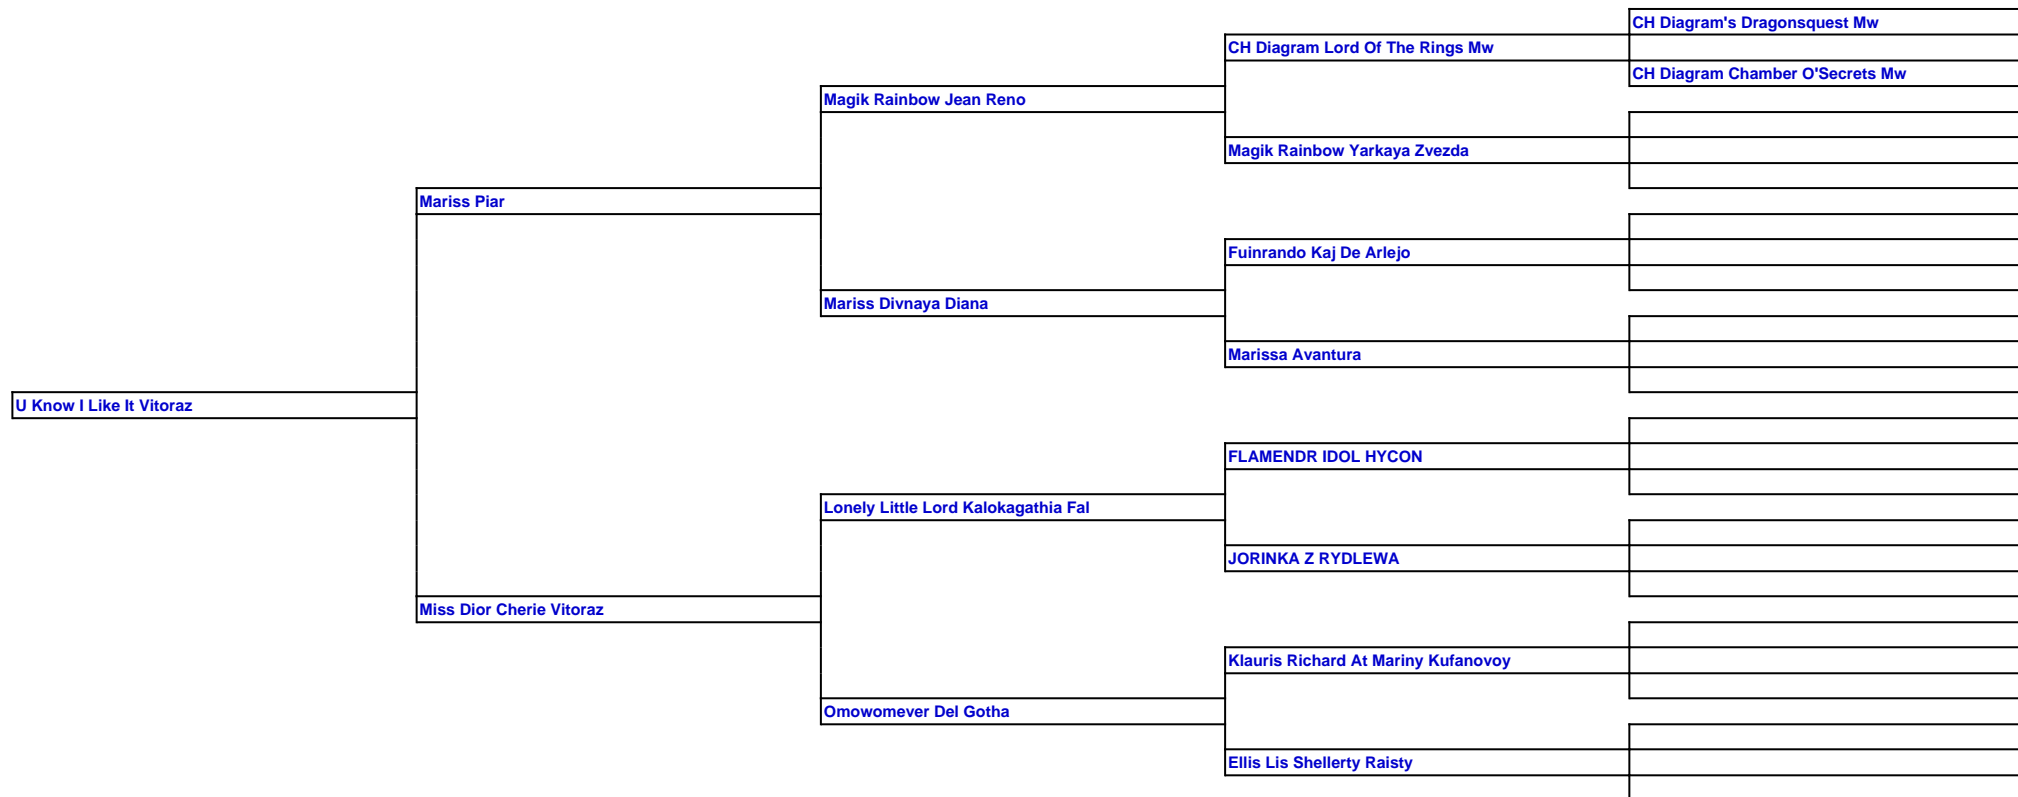 CH Diagram's Dragonsquest Mw
CH Diagram Lord Of The Rings Mw
CH Diagram Chamber O'Secrets Mw
Magik Rainbow Jean Reno
Magik Rainbow Yarkaya Zvezda
Mariss Piar
Fuinrando Kaj De Arlejo
Mariss Divnaya Diana
Marissa Avantura
U Know I Like It Vitoraz
FLAMENDR IDOL HYCON
Lonely Little Lord Kalokagathia Fal
JORINKA Z RYDLEWA
Miss Dior Cherie Vitoraz
Klauris Richard At Mariny Kufanovoy
Omowomever Del Gotha
Ellis Lis Shellerty Raisty